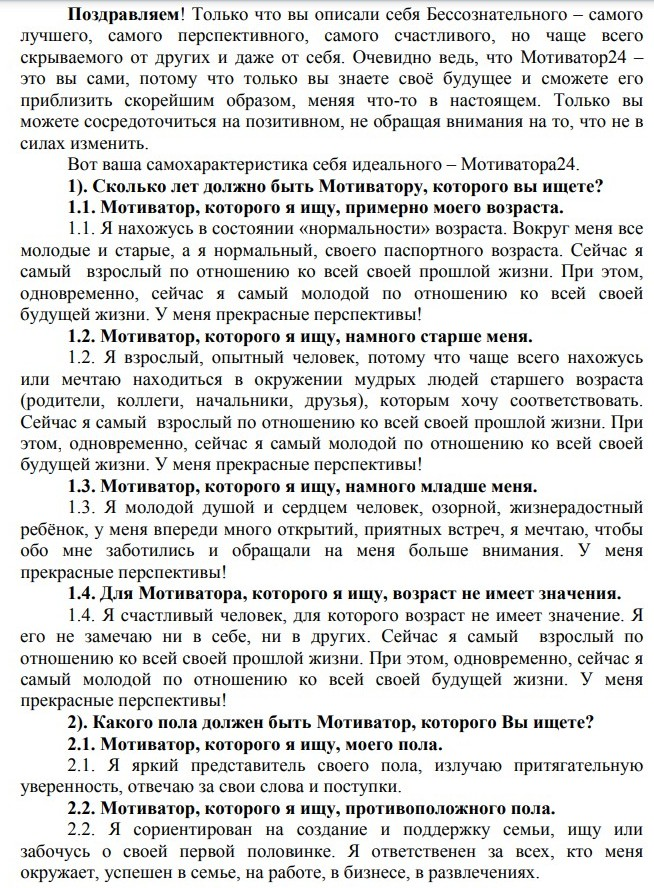 Поздравляем! Только что вы описали себя Бессознательного – самого
лучшего, самого перспективного, самого счастливого, но чаще всего
скрываемого от других и даже от себя. Очевидно ведь, что Мотиватор24 –
это вы сами, потому что только вы знаете своё будущее и сможете его
приблизить скорейшим образом, меняя что-то в настоящем. Только вы
можете сосредоточиться на позитивном, не обращая внимания на то, что не в
силах изменить.
Вот ваша самохарактеристика себя идеального – Мотиватора24.
1). Сколько лет должно быть Мотиватору, которого вы ищете?
1.1. Мотиватор, которого я ищу, примерно моего возраста.
1.1. Я нахожусь в состоянии «нормальности» возраста. Вокруг меня все
молодые и старые, а я нормальный, своего паспортного возраста. Сейчас я
самый взрослый по отношению ко всей своей прошлой жизни. При этом,
одновременно, сейчас я самый молодой по отношению ко всей своей
будущей жизни. У меня прекрасные перспективы!
1.2. Мотиватор, которого я ищу, намного старше меня.
1.2. Я взрослый, опытный человек, потому что чаще всего нахожусь
или мечтаю находиться в окружении мудрых людей старшего возраста
(родители, коллеги, начальники, друзья), которым хочу соответствовать.
Сейчас я самый взрослый по отношению ко всей своей прошлой жизни. При
этом, одновременно, сейчас я самый молодой по отношению ко всей своей
будущей жизни. У меня прекрасные перспективы!
1.3. Мотиватор, которого я ищу, намного младше меня.
1.3. Я молодой душой и сердцем человек, озорной, жизнерадостный
ребёнок, у меня впереди много открытий, приятных встреч, я мечтаю, чтобы
обо мне заботились и обращали на меня больше внимания. У меня
прекрасные перспективы!
1.4. Для Мотиватора, которого я ищу, возраст не имеет значения.
1.4. Я счастливый человек, для которого возраст не имеет значение. Я
его не замечаю ни в себе, ни в других. Сейчас я самый взрослый по
отношению ко всей своей прошлой жизни. При этом, одновременно, сейчас я
самый молодой по отношению ко всей своей будущей жизни. У меня
прекрасные перспективы!
2). Какого пола должен быть Мотиватор, которого Вы ищете?
2.1. Мотиватор, которого я ищу, моего пола.
2.1. Я яркий представитель своего пола, излучаю притягательную
уверенность, отвечаю за свои слова и поступки.
2.2. Мотиватор, которого я ищу, противоположного пола.
2.2. Я сориентирован на создание и поддержку семьи, ищу или
забочусь о своей первой половинке. Я ответственен за всех, кто меня
окружает, успешен в семье, на работе, в бизнесе, в развлечениях.